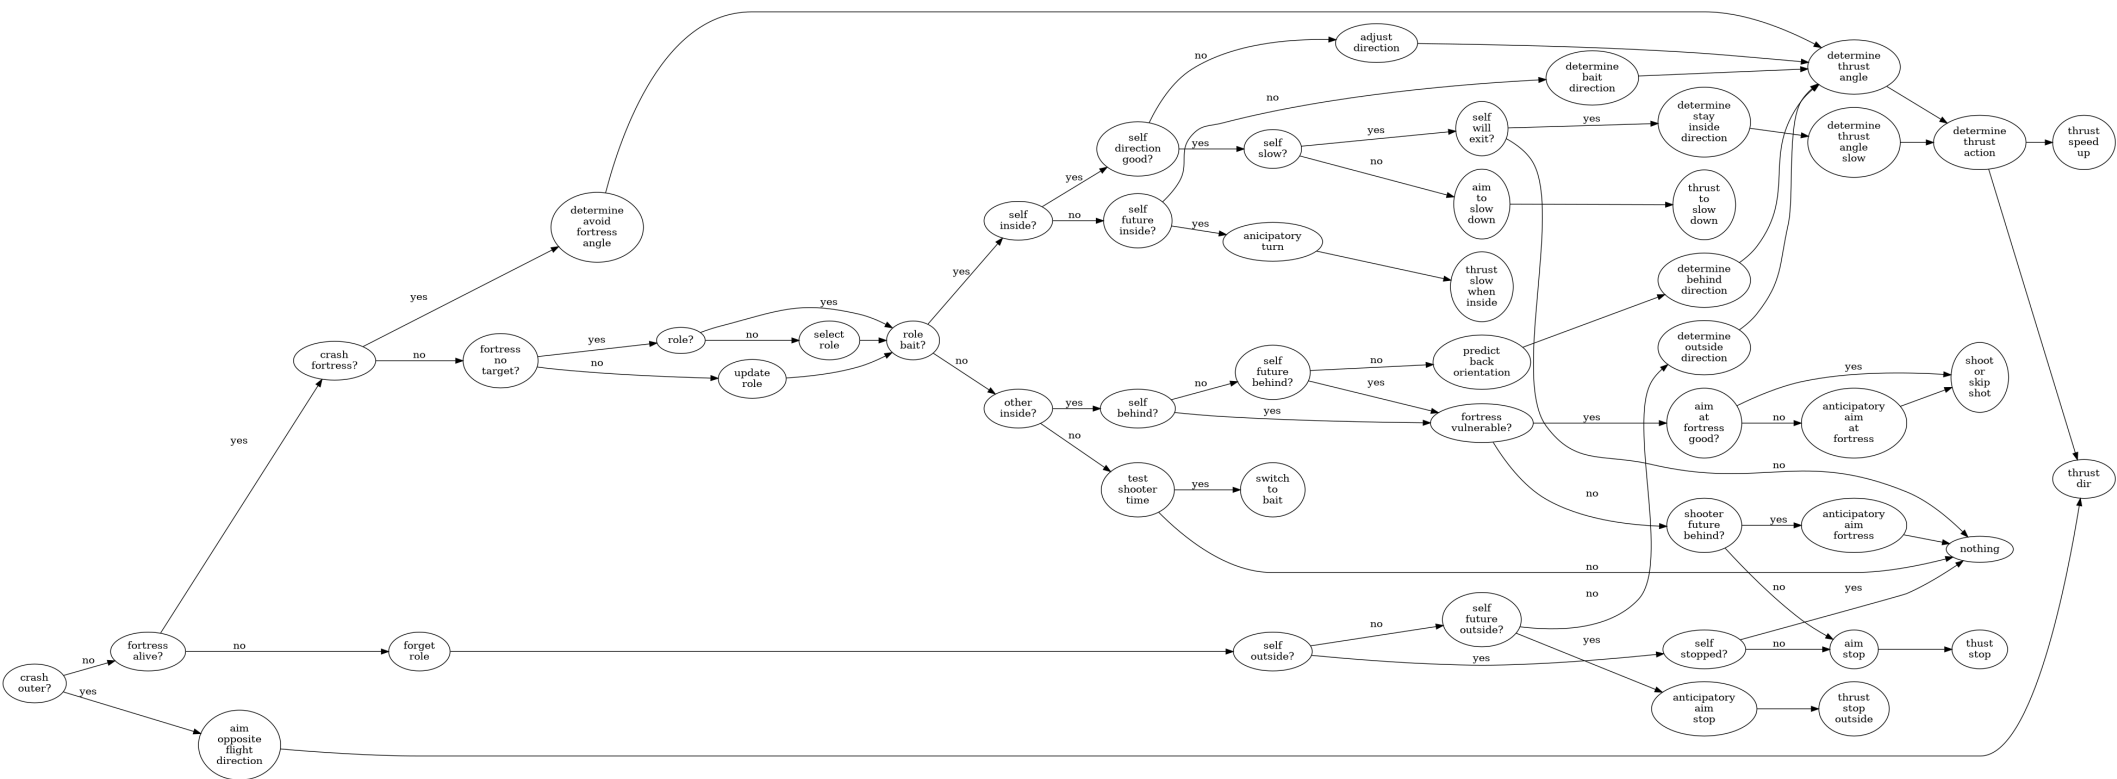 crash
outer?
no
yes
fortress
alive?
yes
no
aim
opposite
flight
direction
crash
fortress?
yes
no
forget
role
determine
avoid
fortress
angle
fortress
no
target?
yes
no
role?
yes
no
select
role
update
role
role
bait?
yes
no
self
inside?
yes
no
other
inside?
yes
no
self
direction
good?
no
yes
self
future
inside?
no
yes
self
behind?
no
yes
test
shooter
time
yes
no
adjust
direction
self
slow?
yes
no
anicipatory
turn
self
future
behind?
no
yes
switch
to
bait
self
outside?
no
yes
determine
bait
direction
self
will
exit?
yes
no
aim
to
slow
down
thrust
slow
when
inside
predict
back
orientation
fortress
vulnerable?
yes
no
self
future
outside?
no
yes
determine
stay
inside
direction
thrust
to
slow
down
determine
behind
direction
determine
outside
direction
aim
at
fortress
good?
yes
no
shooter
future
behind?
yes
no
self
stopped?
yes
no
anticipatory
aim
stop
determine
thrust
angle
determine
thrust
angle
slow
anticipatory
aim
at
fortress
anticipatory
aim
fortress
aim
stop
thrust
stop
outside
determine
thrust
action
shoot
or
skip
shot
nothing
thust
stop
thrust
speed
up
thrust
dir